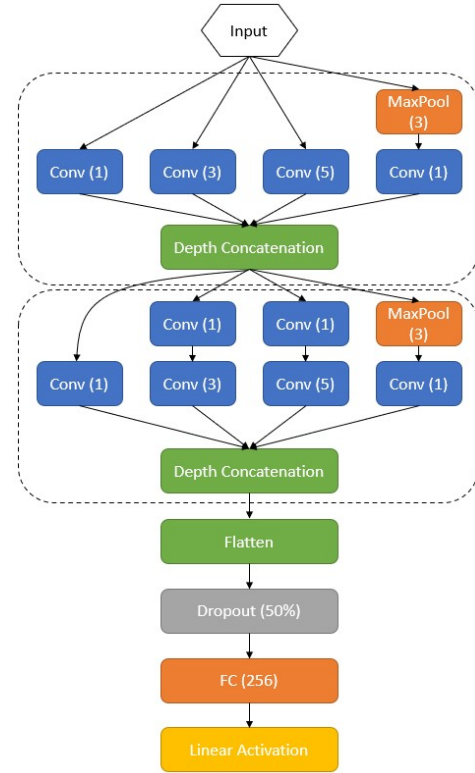 Input
MaxPool
(3)
Conv (1)
Conv (3)
Conv (5)
Conv (1)
Depth Concatenation
Conv (1)
Conv (1)
MaxPool
(3)
Conv (1)
Conv (3)
Conv (5)
Conv (1)
Depth Concatenation
Flatten
Dropout (50%)
FC (256)
Linear Activation